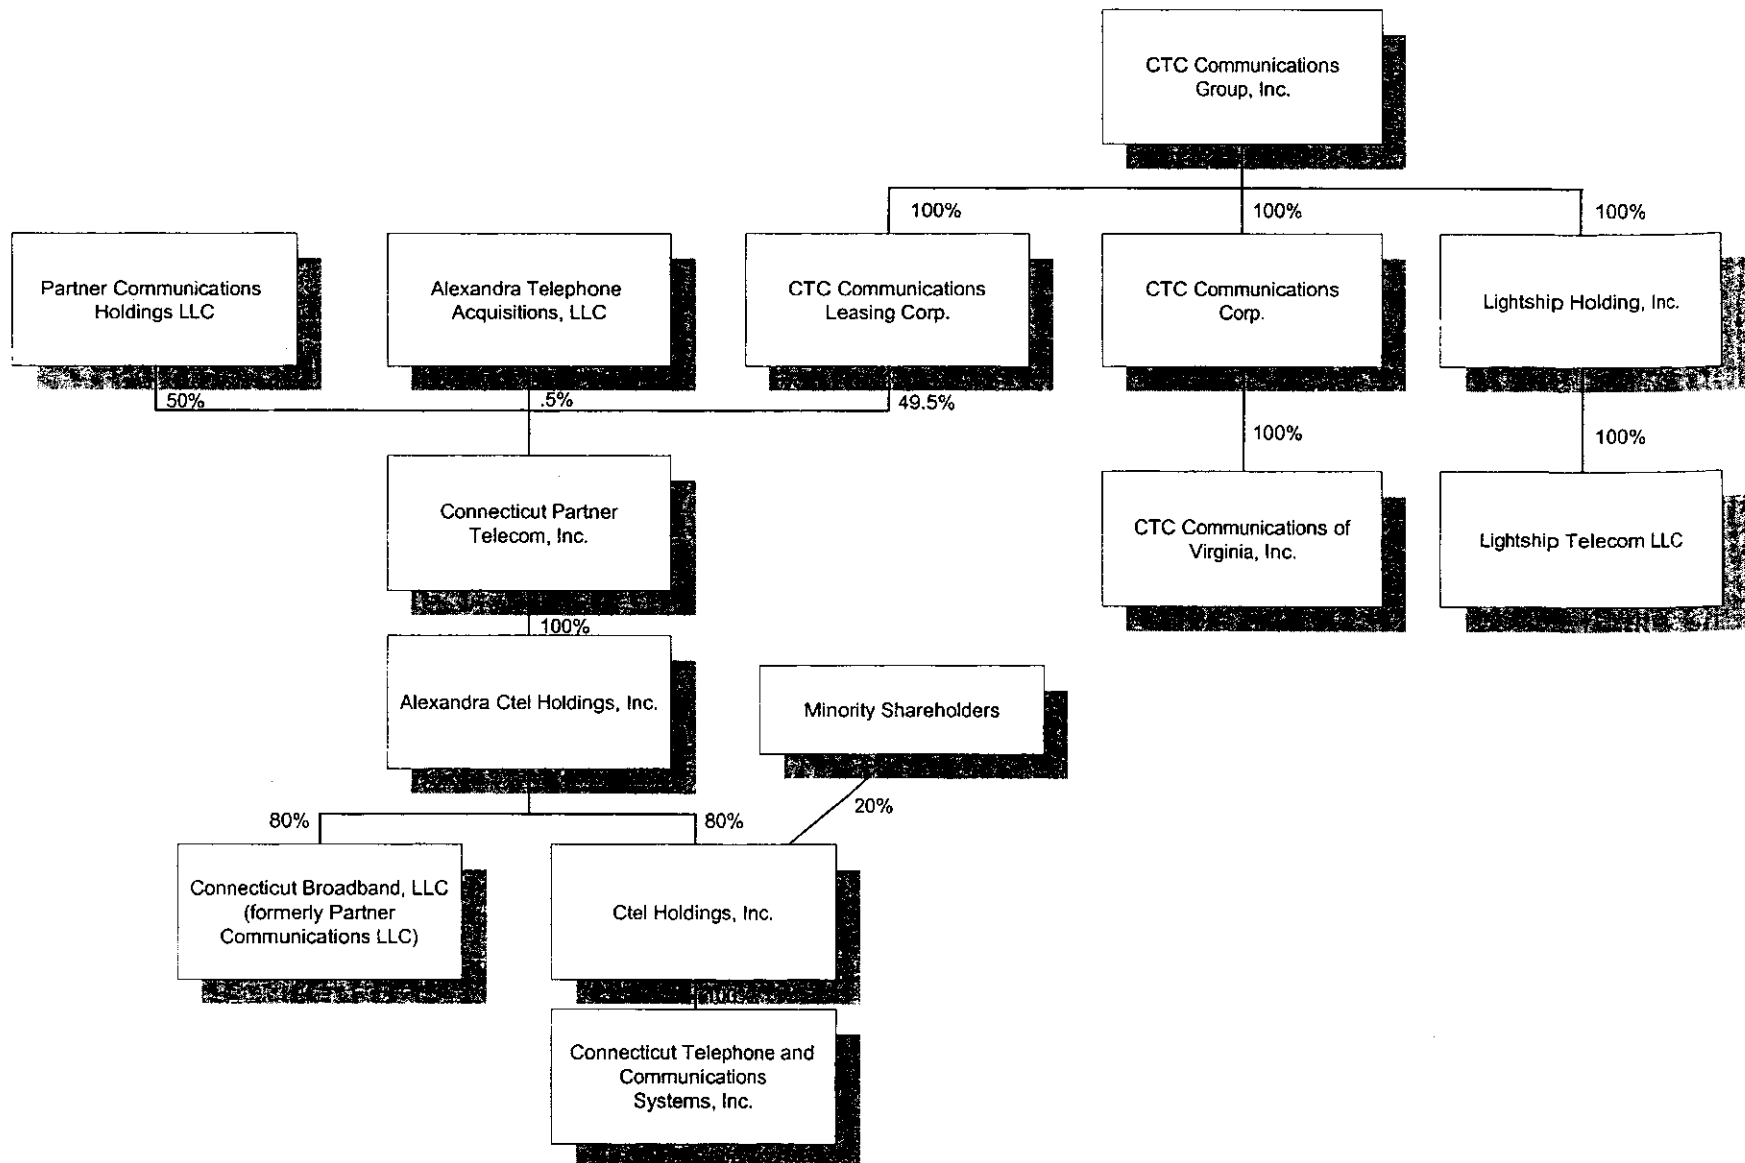 CTC Communications
Group, Inc.
100%
100%
100%
Partner Communications
Holdings LLC
Alexandra Telephone
Acquisitions, LLC
CTC Communications
Leasing Corp.
CTC Communications
Corp.
Lightship Holding, Inc.
50%
.5%
49.5%
100%
100%
Connecticut Partner
Telecom, Inc.
CTC Communications of
Virginia, Inc.
Lightship Telecom LLC
100%
Alexandra Ctel Holdings, Inc.
Minority Shareholders
80%
80%
20%
Connecticut Broadband, LLC
(formerly Partner
Communications LLC)
Ctel Holdings, Inc.
Connecticut Telephone and
Communications
Systems, Inc.